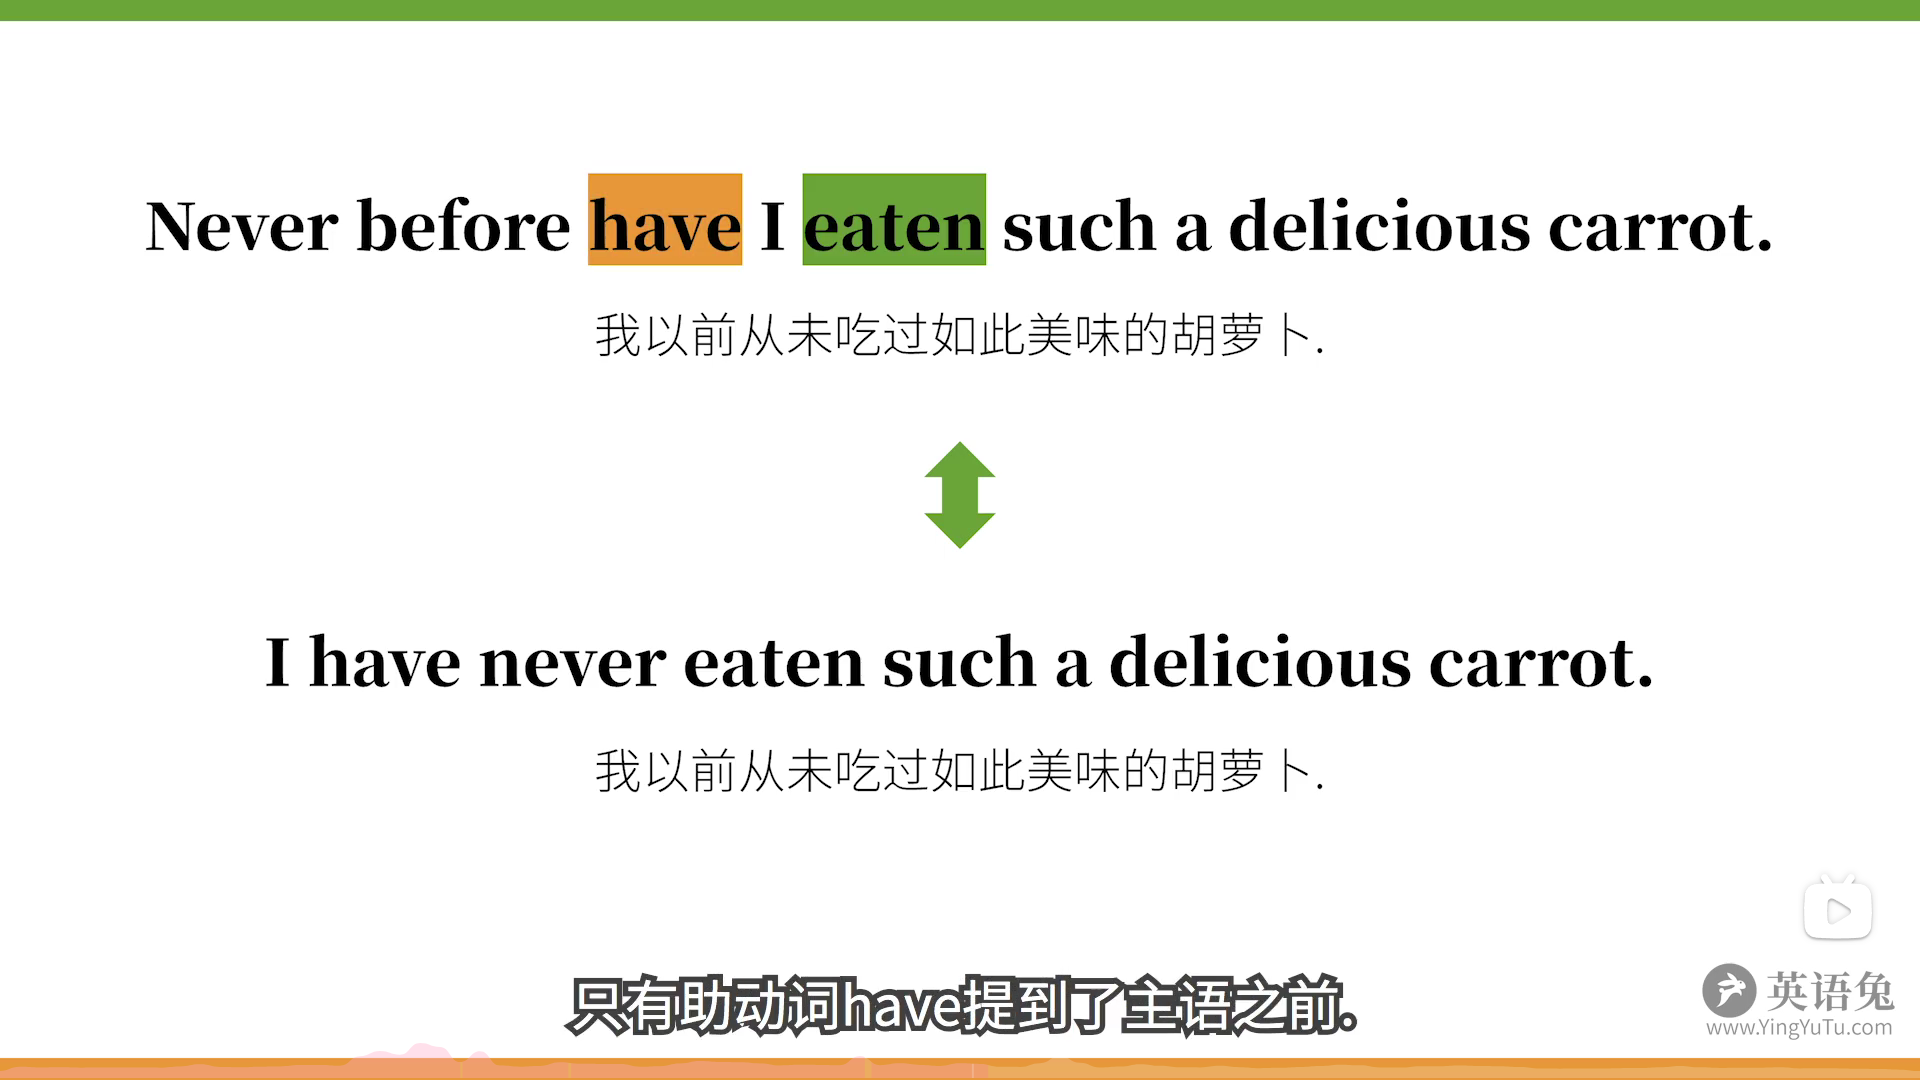 Never before have I eaten such a delicious carrot.
我以前从未吃过如此美味的胡萝卜.
I have never eaten such a delicious carrot.
我以前从未吃过如此美味的胡萝卜.
只有助动词have提到了主语之前.
英语兔
www.YingYuTu.com